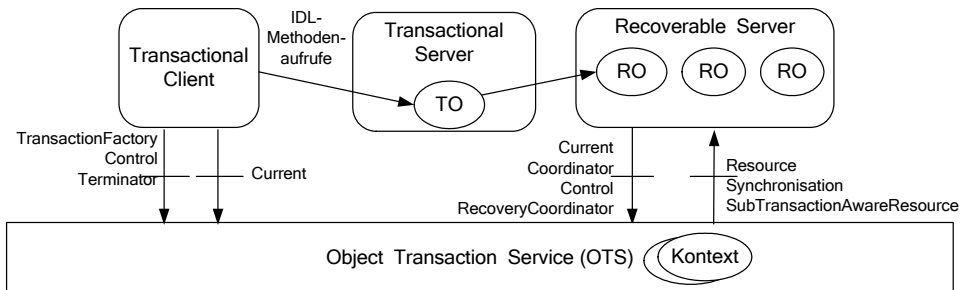 Transactional
Client
IDL-
Methoden-
aufrufe
Transactional
Server
TO
Recoverable Server
RO
RO
RO
TransactionFactory
Control
Terminator
Current
Current
Coordinator
Control
RecoveryCoordinator
Resource
Synchronisation
SubTransactionAwareResource
Object Transaction Service (OTS)
Kontext